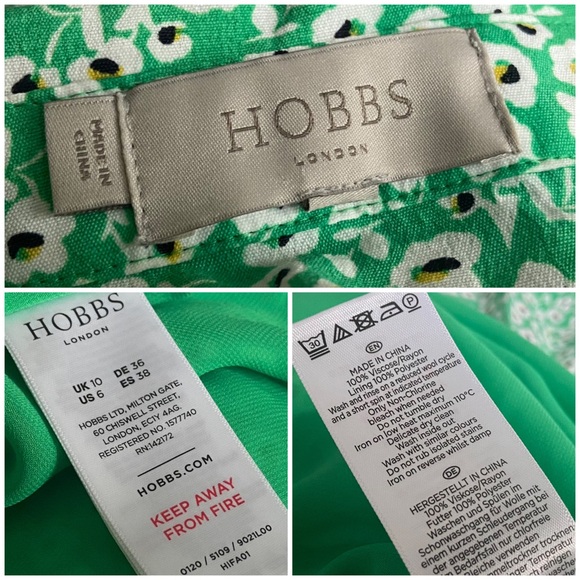 MADE IN
CHINA
HOBBS
LONDON
HOBBS
LONDON
UK 10 DE 36
US 6 ES 38
HOBBS LTD, MILTON GATE,
60 CHISWELL STREET,
LONDON, EC1Y 4AG.
REGISTERED NO. 1577740
RN142172
HOBBS.COM
KEEP AWAY
FROM FIRE
0120 / 5109 / 9021L00
HIFA01
30
P
EN
MADE IN CHINA
100% Viscose/Rayon
Lining 100% Polyester
Wash and rinse on a reduced wool cycle
and a short spin at indicated temperature
Only Non-Chlorine
bleach when needed
Do not tumble dry
Iron on low heat maximum 110°C
Delicate dry clean
Wash inside out
Wash with similar colours
Do not rub isolated stains
Iron on reverse whilst damp
DE
HERGESTELLT IN CHINA
100% Viscose/Rayon
Futter 100% Polyester
Waschen und Spülen im
Schonwaschgang für Wolle mit
einem kurzen Schleudergang bei
der angegebenen Temperatur
Bedarfsfall nur chlorfreie
Bleiche verwenden